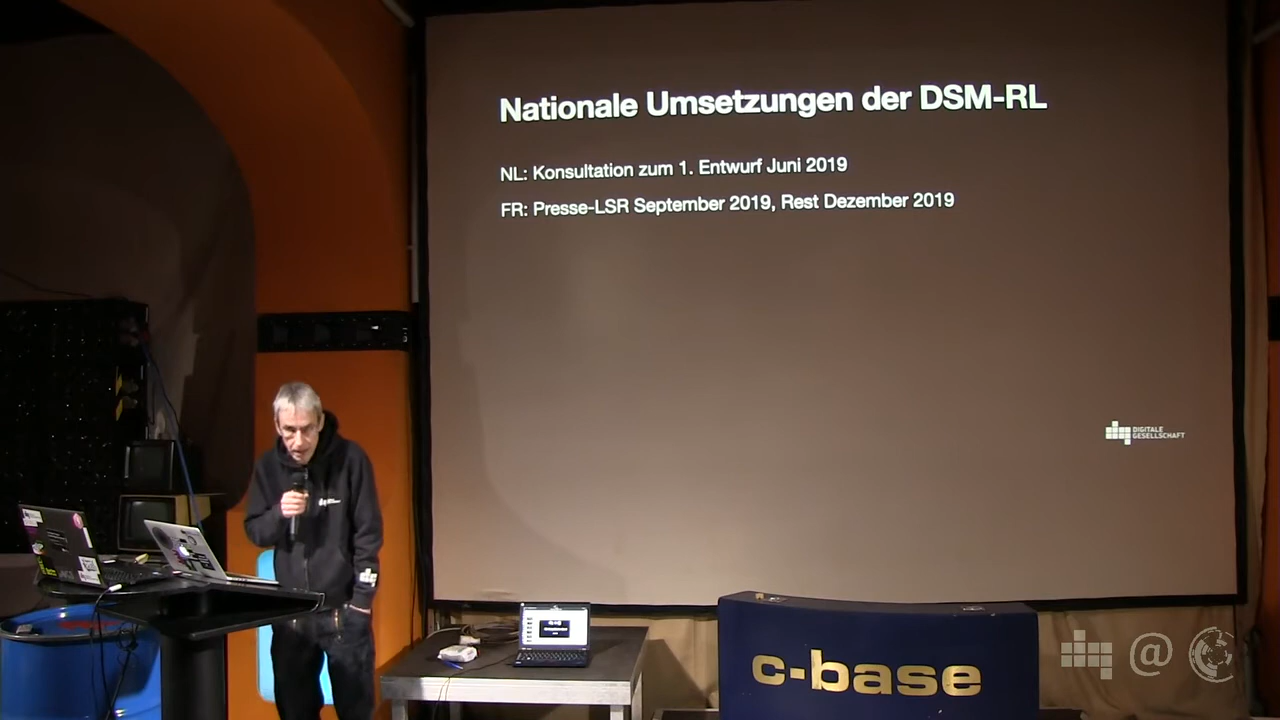 Nationale Umsetzungen der DSM-RL
NL: Konsultation zum 1. Entwurf Juni 2019
FR: Presse-LSR September 2019, Rest Dezember 2019
DIGITALE
GESELLSCHAFT
c-base
@